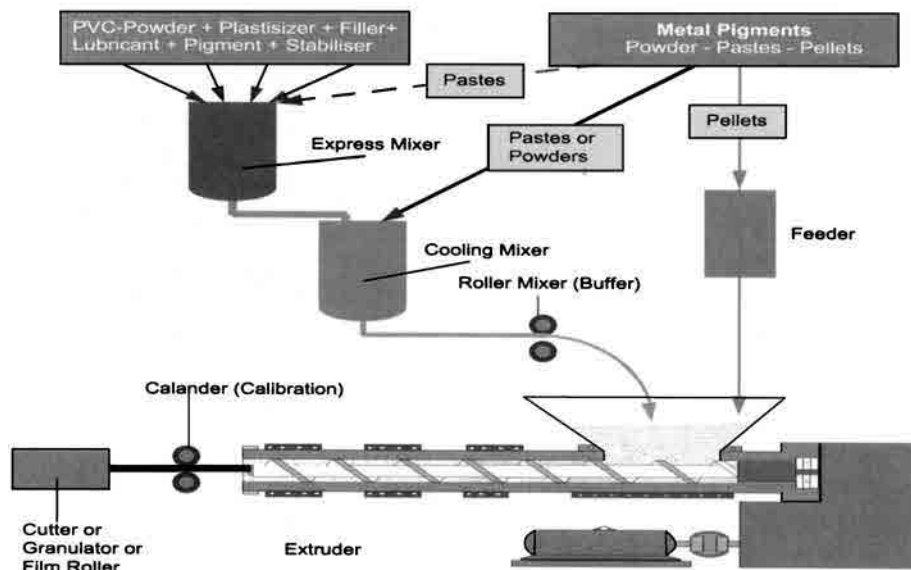 PVC-Powder + Plastisizer + Filler+
Lubricant + Pigment + Stabiliser
Metal Pigments
Powder - Pastes - Pellets
Pastes
Pellets
Pastes or
Powders
Express Mixer
Feeder
Cooling Mixer
Roller Mixer (Buffer)
Calander (Calibration)
Cutter or
Granulator or
Film Roller
Extruder